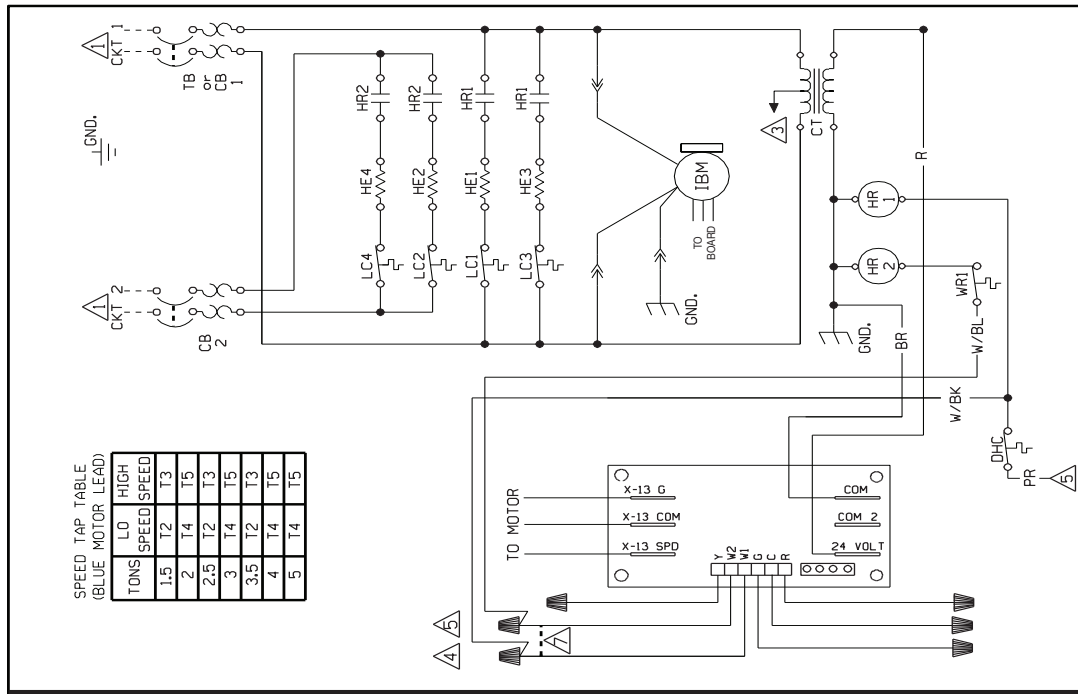 CKT 1
1
TB
or
CB
1
GND.
CKT 2
1
CB
2
HR2
HR2
HR1
HR1
HE4
HE2
HE1
HE3
LC4
LC2
LC1
LC3
IBM
TO
BOARD
GND.
3
CT
R
HR
1
HR
2
WR1
GND.
BR
W/BL
W/BK
DHC
PR
5
SPEED TAP TABLE
(BLUE MOTOR LEAD)
TONS LO SPEED HIGH SPEED
1.5 T2 T3
2 T4 T5
2.5 T2 T3
3 T4 T5
3.5 T2 T3
4 T4 T5
5 T4 T5
TO MOTOR
X-13 G
X-13 COM
X-13 SPD
COM
COM 2
24 VOLT
Y
W2
W1
G
C
R
5
4
7